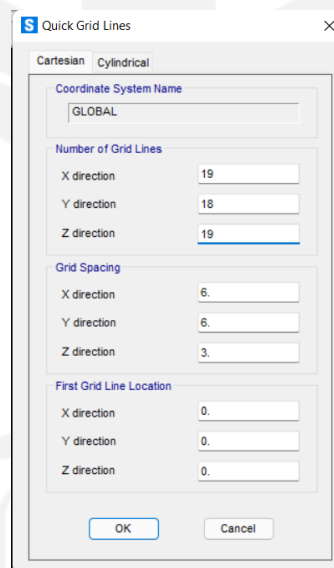 S Quick Grid Lines
Cartesian Cylindrical
Coordinate System Name
GLOBAL
Number of Grid Lines
X direction 19
Y direction 18
Z direction 19
Grid Spacing
X direction 6.
Y direction 6.
Z direction 3.
First Grid Line Location
X direction 0.
Y direction 0.
Z direction 0.
OK Cancel